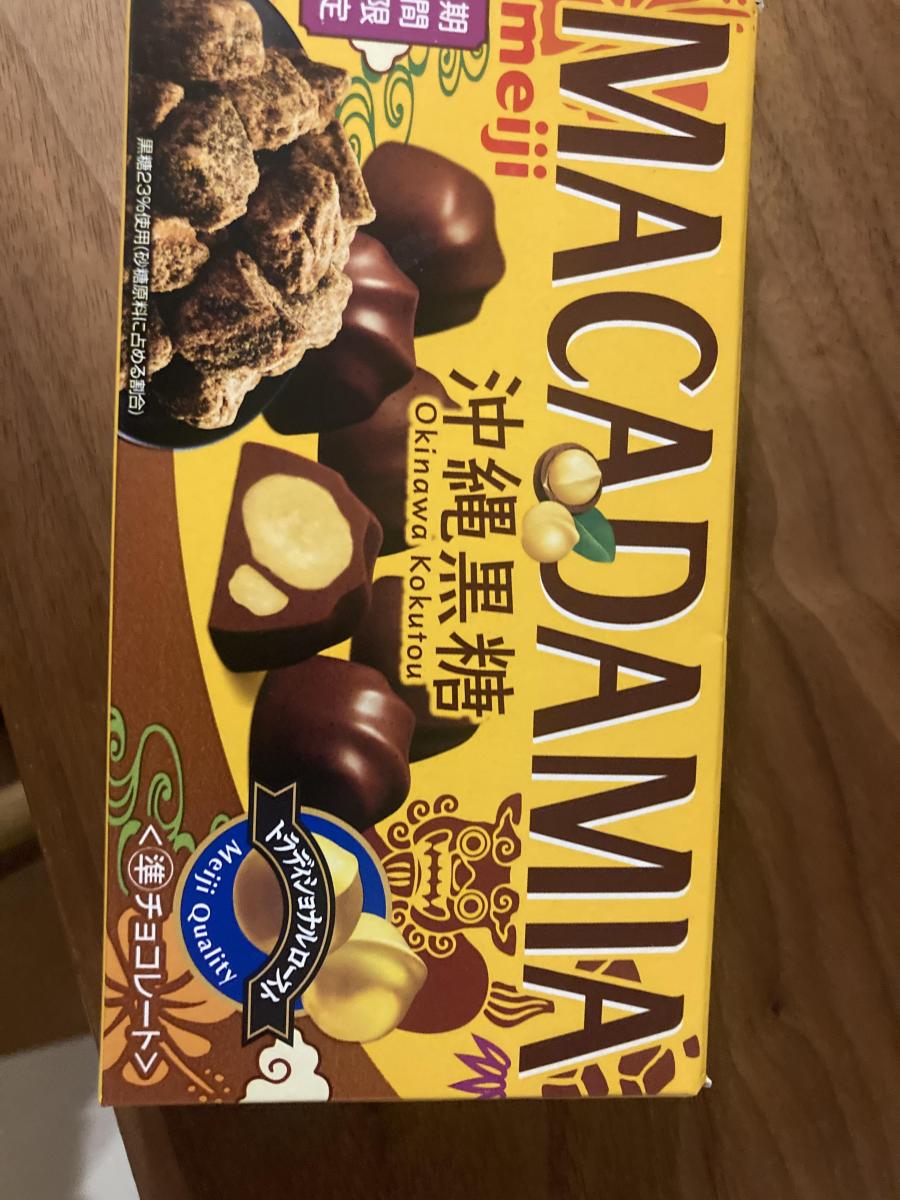 期間限定
meiji
MACADAMIA
沖縄黒糖
Okinawa Kokutou
黒糖23%使用(砂糖原料に占める割合)
トラディショナルロースト
Meiji Quality
<準チョコレート>